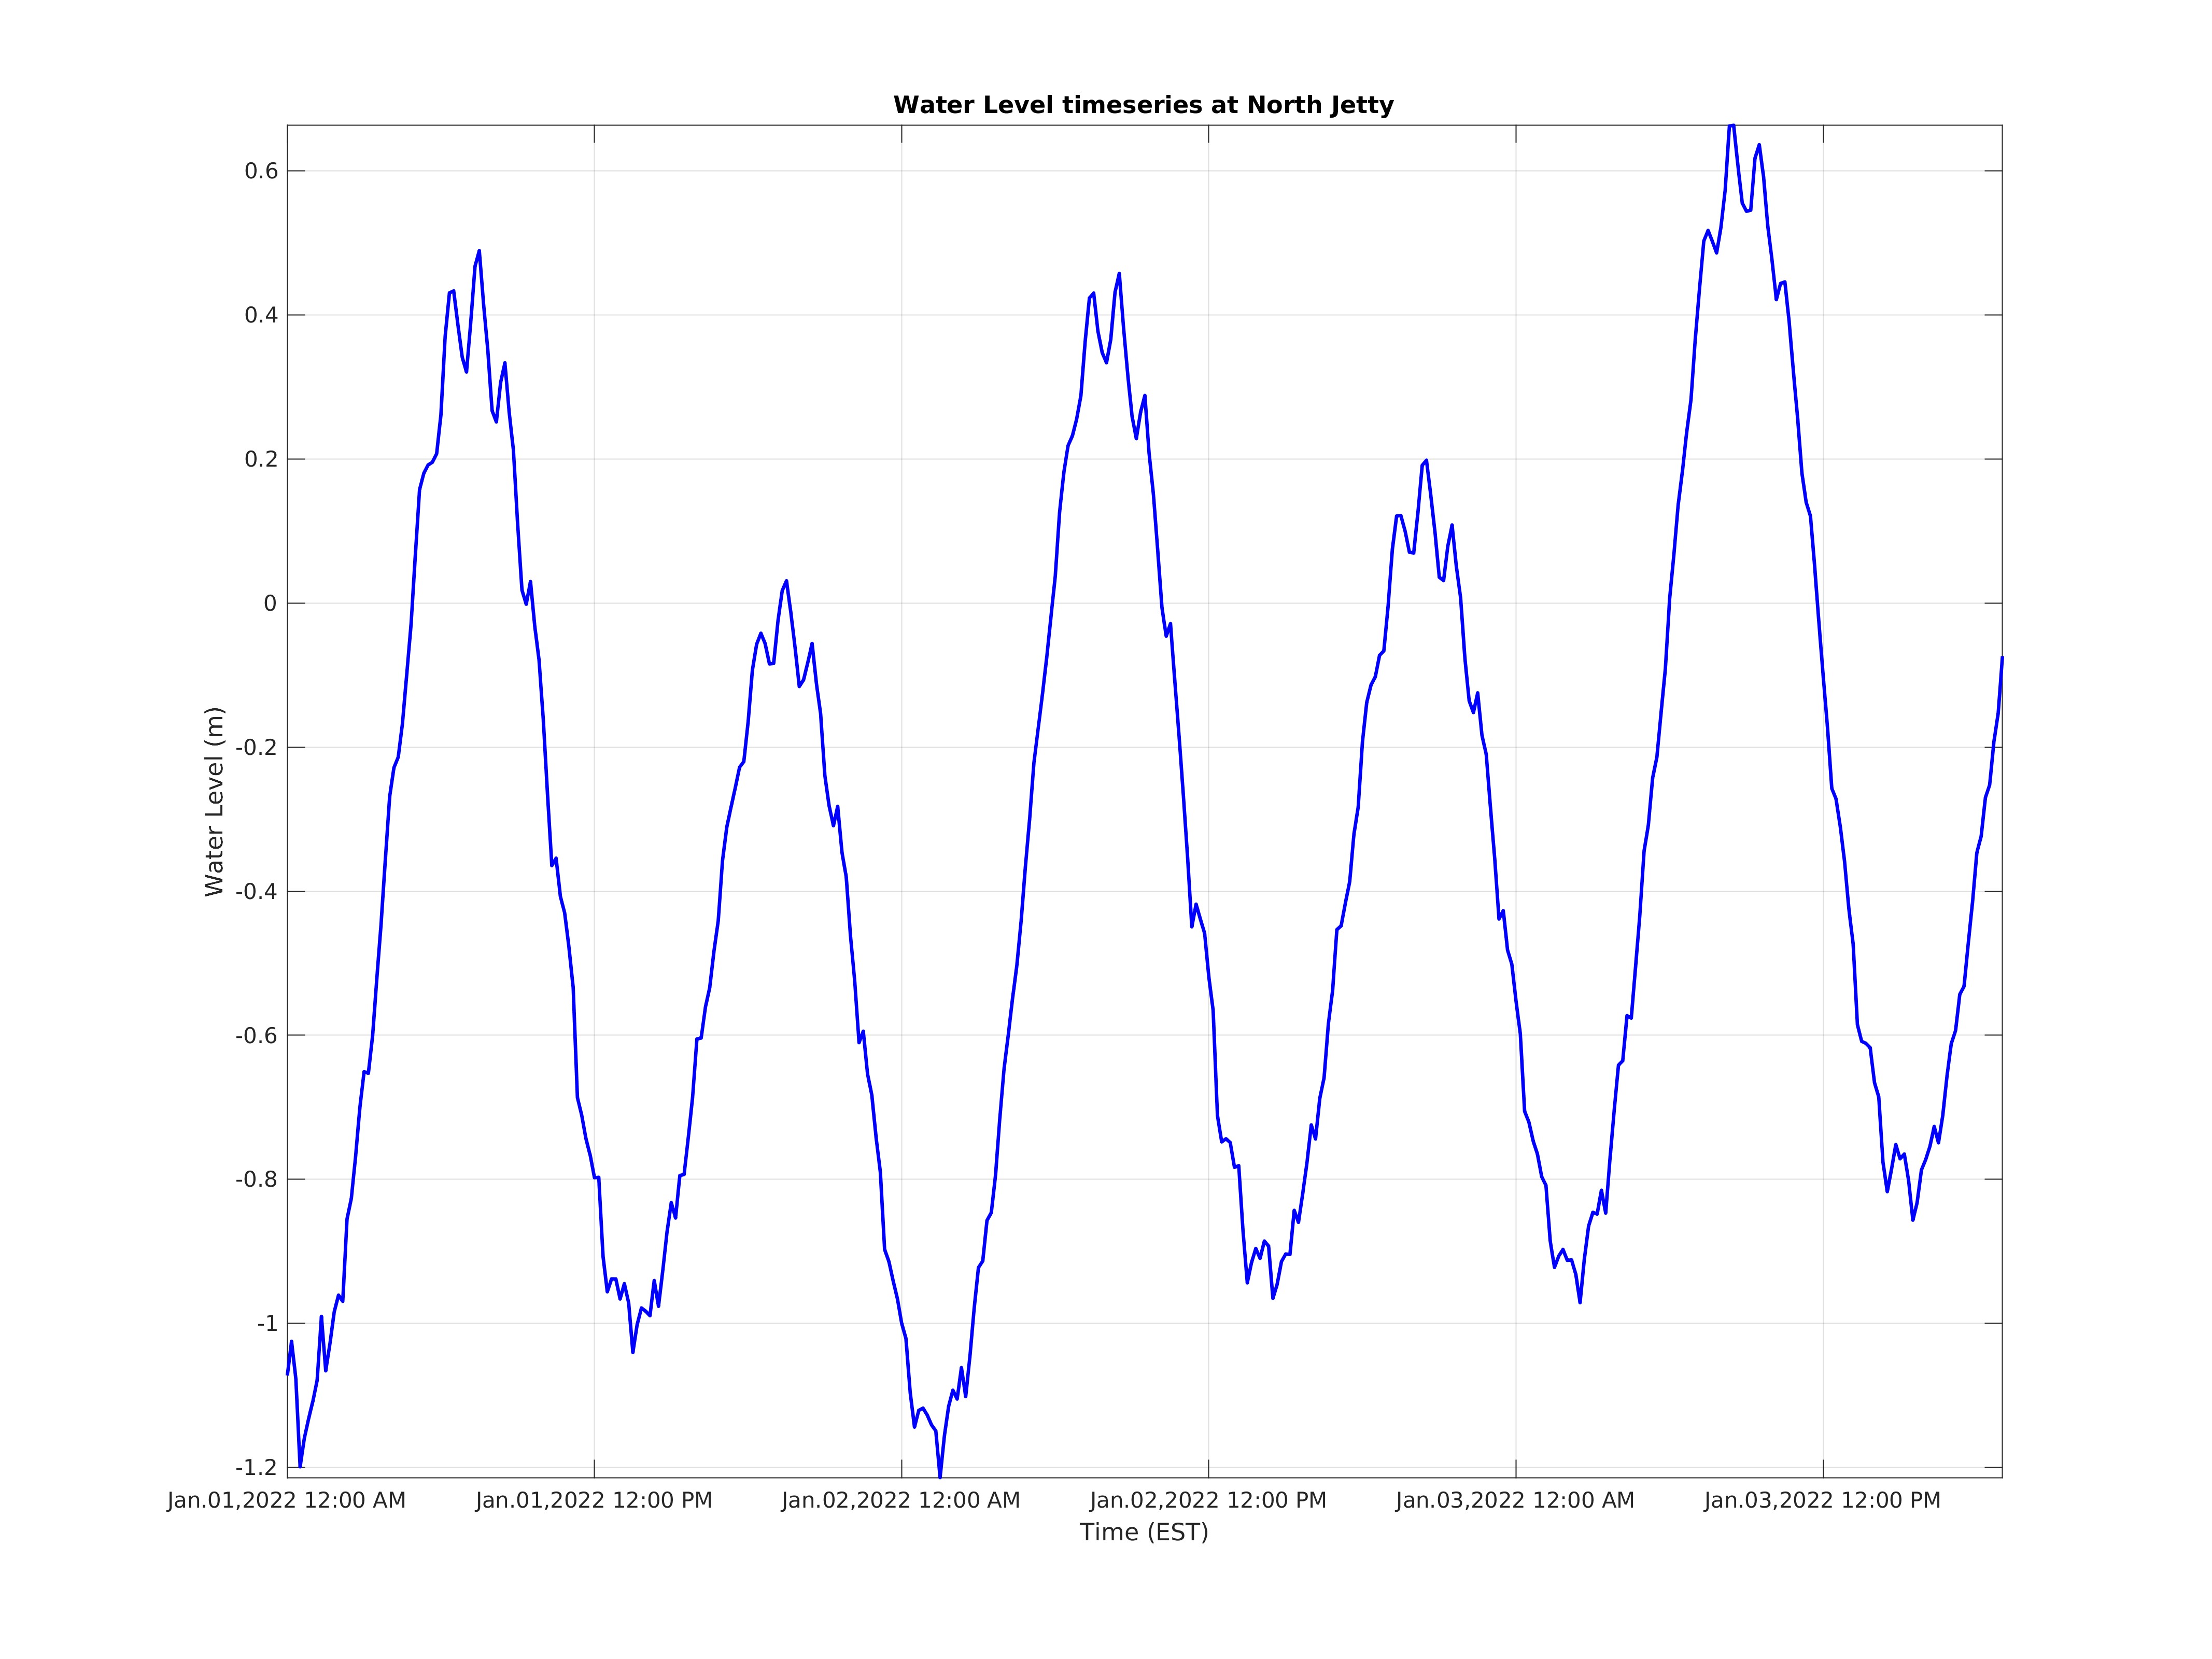 Water Level timeseries at North Jetty
0.6
0.4
0.2
0
-0.2
-0.4
-0.6
-0.8
-1
-1.2
Water Level (m)
Jan.01,2022 12:00 AM Jan.01,2022 12:00 PM Jan.02,2022 12:00 AM Jan.02,2022 12:00 PM Jan.03,2022 12:00 AM Jan.03,2022 12:00 PM
Time (EST)